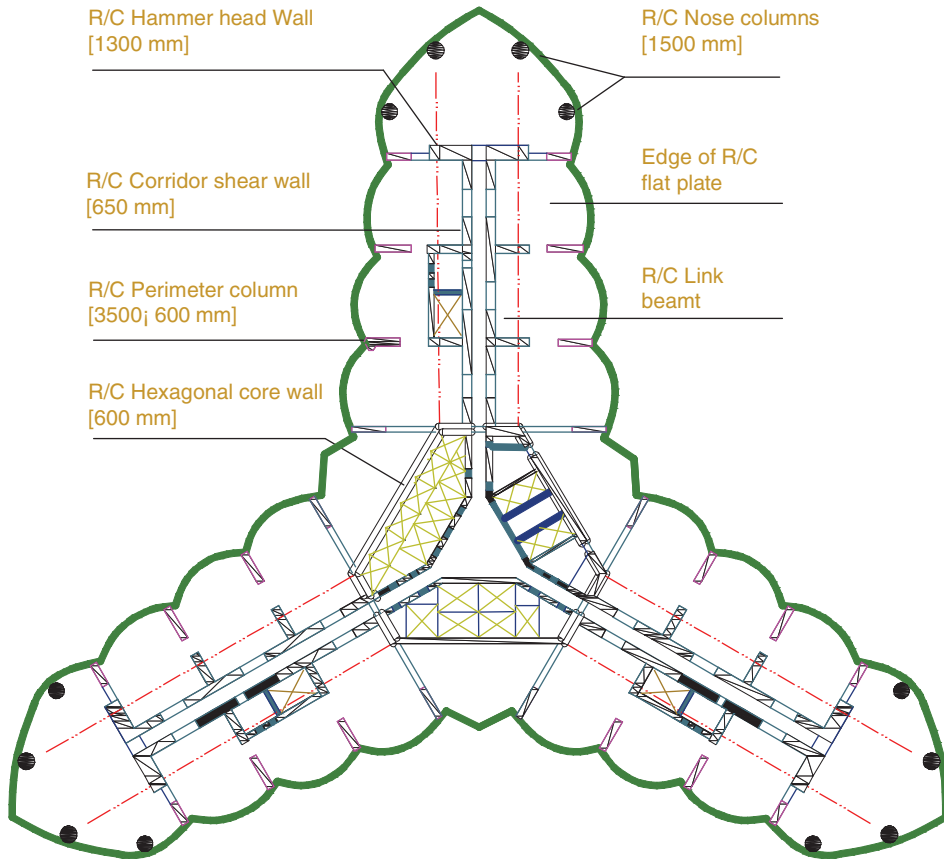 R/C Hammer head Wall
[1300 mm]
R/C Nose columns
[1500 mm]
R/C Corridor shear wall
[650 mm]
Edge of R/C
flat plate
R/C Perimeter column
[3500¡ 600 mm]
R/C Link
beamt
R/C Hexagonal core wall
[600 mm]